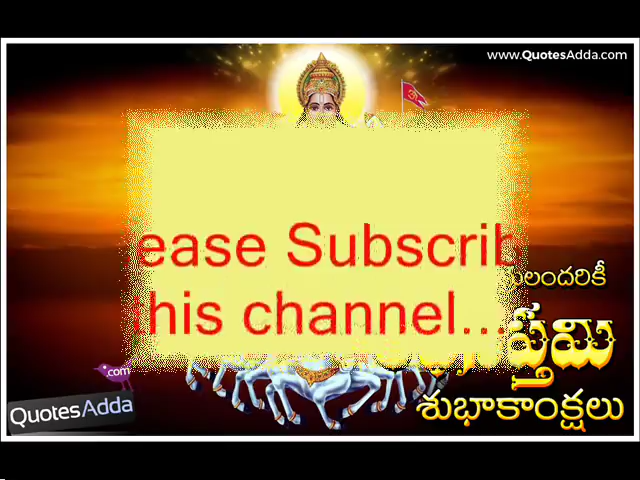 www.QuotesAdda.com
ease Subscrib
his channel...
శుభాకాంక్షలు
.com
QuotesAdda